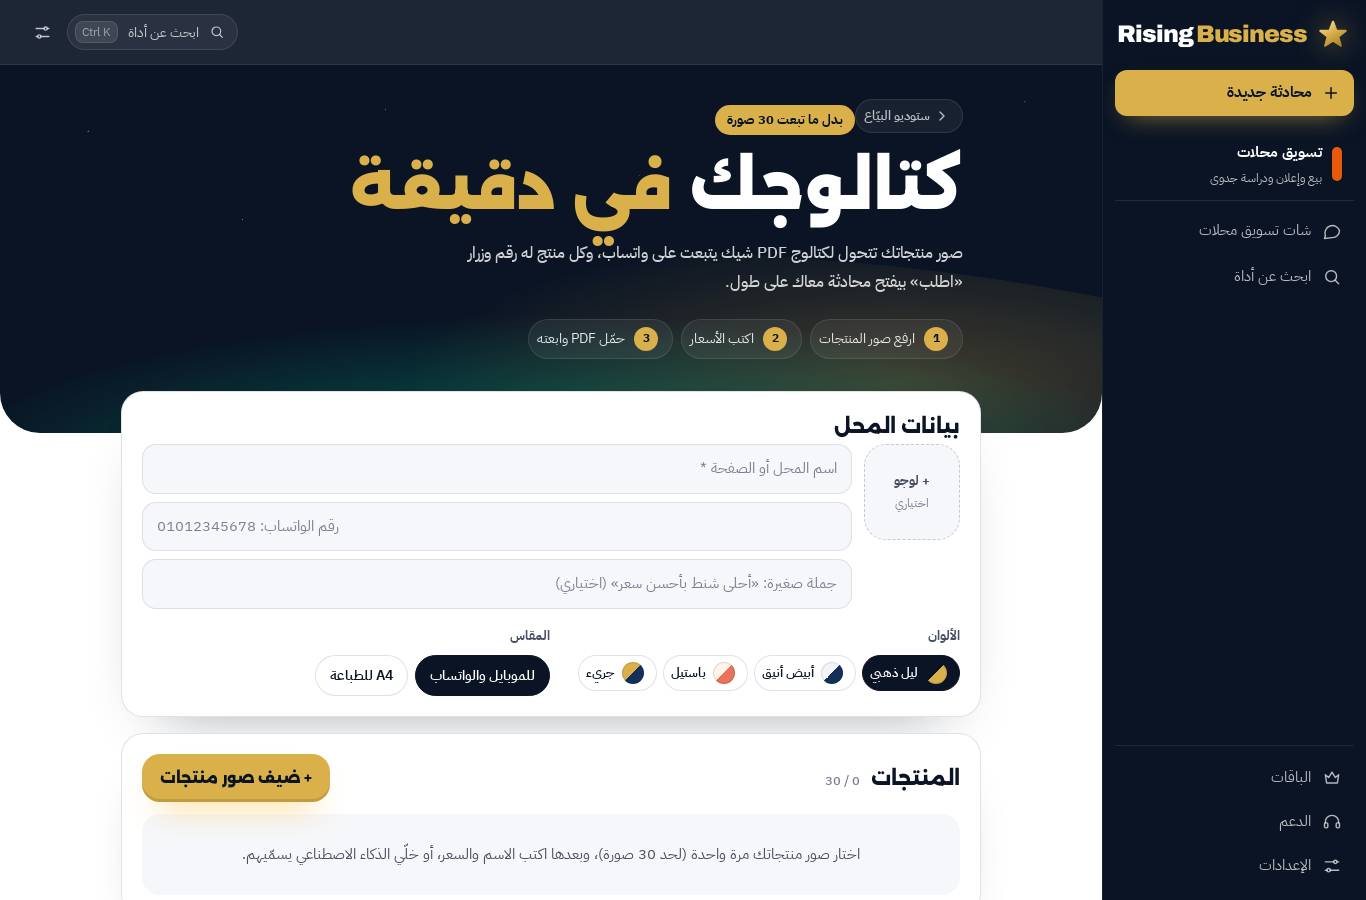 Rising Business
محادثة جديدة
تسويق محلات
بيع وإعلان ودراسة جدوى
شات تسويق محلات
ابحث عن أداة
الباقات
الدعم
الإعدادات
ابحث عن أداة Ctrl K
ستوديو البيّاع
بدل ما تبعت 30 صورة
كتالوجك في دقيقة
صور منتجاتك تتحول لكتالوج PDF شيك يتبعت على واتساب، وكل منتج له رقم وزرار
«اطلب» بيفتح محادثة معاك على طول.
1 ارفع صور المنتجات
2 اكتب الأسعار
3 حمّل PDF وابعته
بيانات المحل
+ لوجو
اختياري
اسم المحل أو الصفحة *
رقم الواتساب: 01012345678
جملة صغيرة: «أحلى شنط بأحسن سعر» (اختياري)
الألوان
ليل ذهبي
أبيض أنيق
باستيل
جريء
المقاس
للموبايل والواتساب
A4 للطباعة
المنتجات
0 / 30
+ ضيف صور منتجات
اختار صور منتجاتك مرة واحدة (لحد 30 صورة)، وبعدها اكتب الاسم والسعر، أو خلّي الذكاء الاصطناعي يسمّيهم.